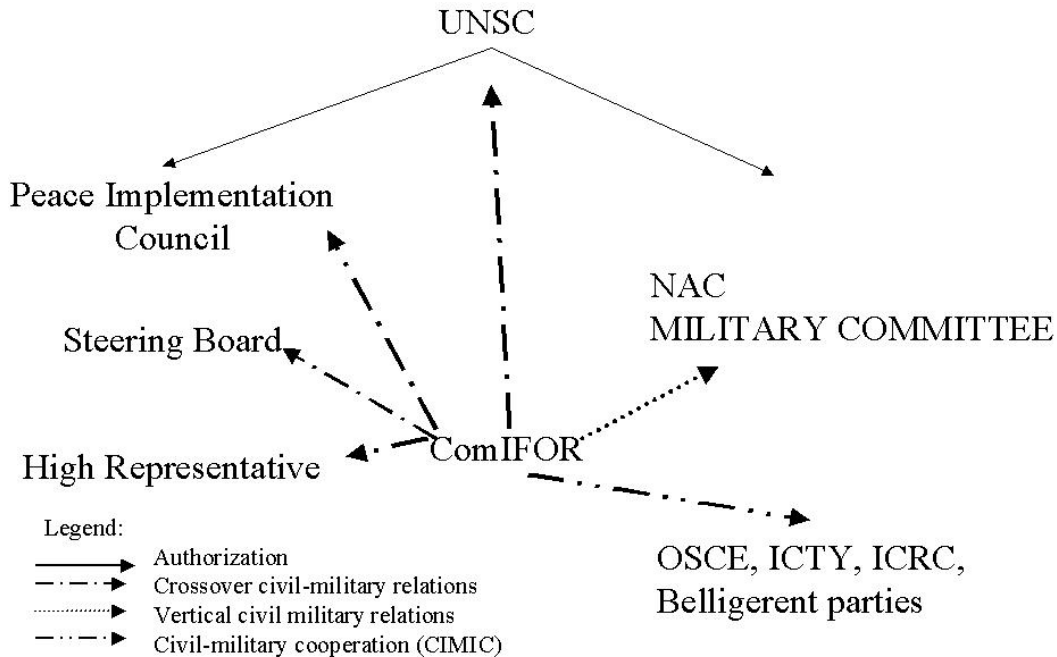 UNSC
Peace Implementation
Council
NAC
MILITARY COMMITTEE
Steering Board
ComIFOR
High Representative
OSCE, ICTY, ICRC,
Belligerent parties
Legend:
Authorization
Crossover civil-military relations
Vertical civil military relations
Civil-military cooperation (CIMIC)